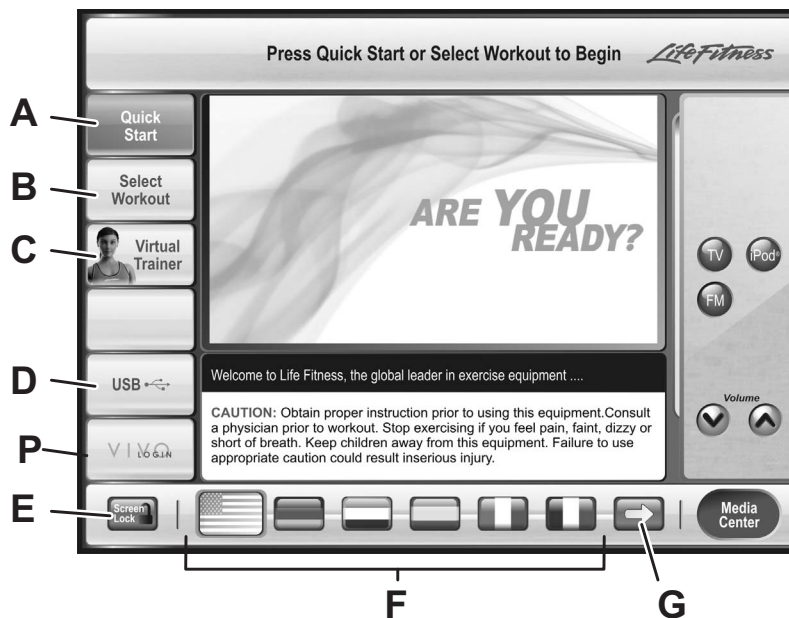 Press Quick Start or Select Workout to Begin
LifeFitness
A
Quick
Start
B
Select
Workout
C
Virtual
Trainer
ARE YOU
READY?
TV
iPod®
FM
D
USB
Welcome to Life Fitness, the global leader in exercise equipment ....
CAUTION: Obtain proper instruction prior to using this equipment.Consult
a physician prior to workout. Stop exercising if you feel pain, faint, dizzy or
short of breath. Keep children away from this equipment. Failure to use
appropriate caution could result inserious injury.
Volume
P
VIVO
LOGIN
E
Screen
Lock
Media
Center
F
G